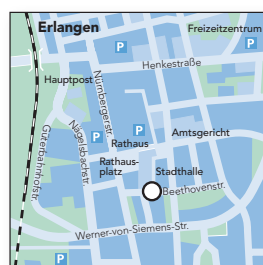 Erlangen
Freizeitzentrum
P
P
Henkestraße
Hauptpost
Nürnbergerstr.
P
Güterbahnhofstr.
Nägelsbachstr.
P
P
Amtsgericht
Rathaus
Rathaus-
platz
Stadthalle
Beethovenstr.
Werner-von-Siemens-Str.
P